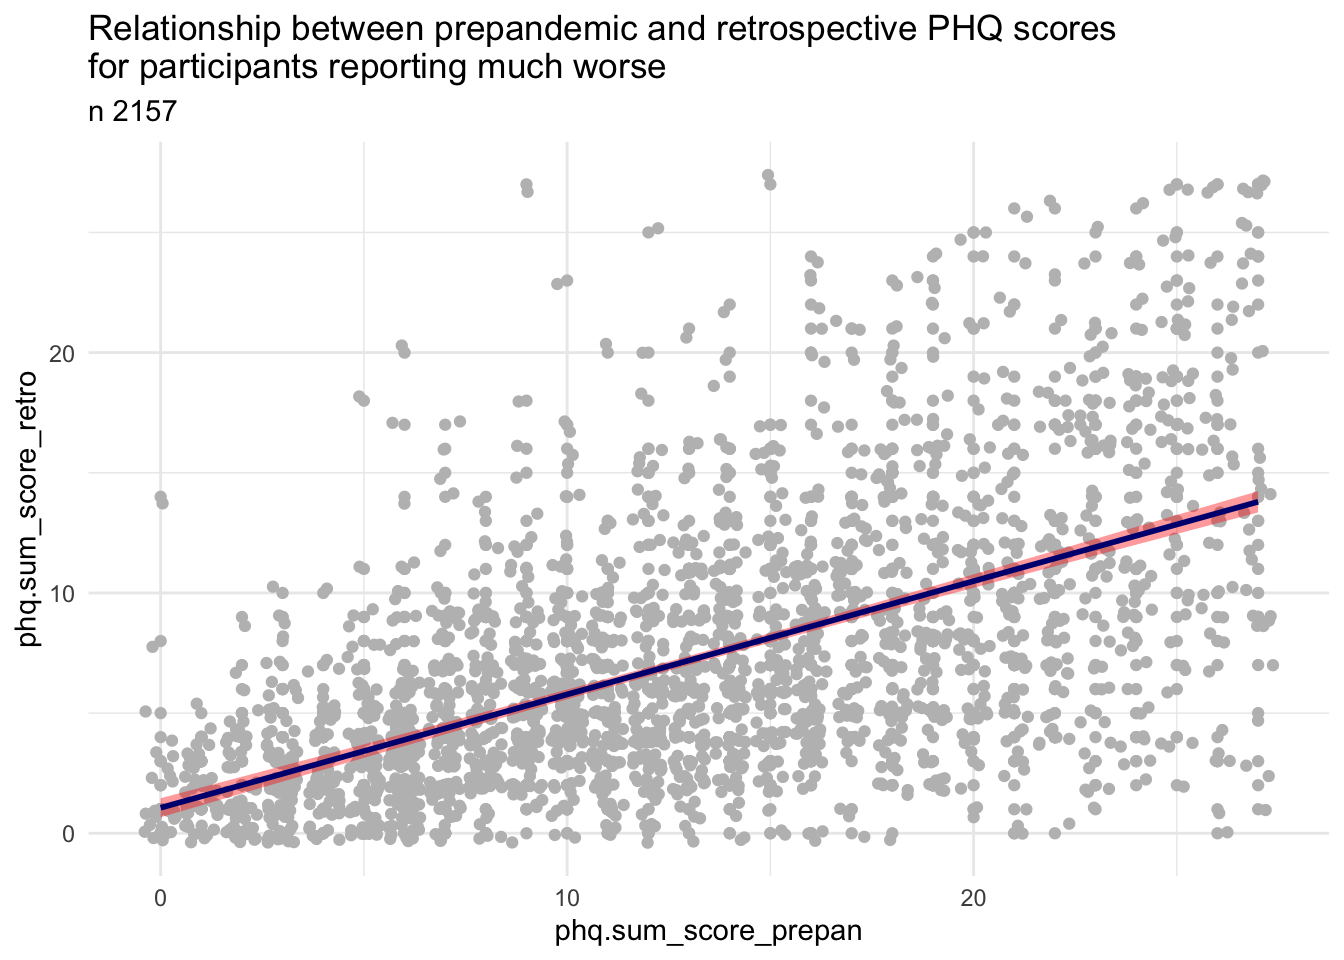 Relationship between prepandemic and retrospective PHQ scores
for participants reporting much worse
n 2157
phq.sum_score_retro
20
10
0
0
10
20
phq.sum_score_prepan